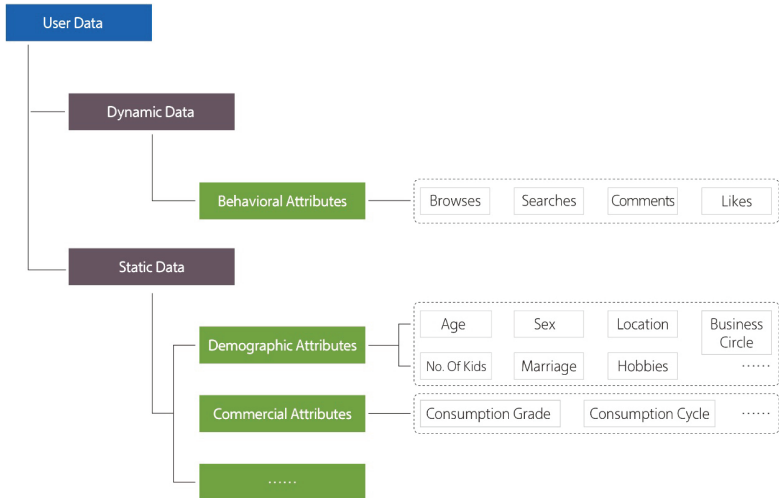 User Data
Dynamic Data
Behavioral Attributes
Browses
Searches
Comments
Likes
Static Data
Demographic Attributes
Age
Sex
Location
Business
Circle
No. Of Kids
Marriage
Hobbies
······
Commercial Attributes
Consumption Grade
Consumption Cycle
······
······